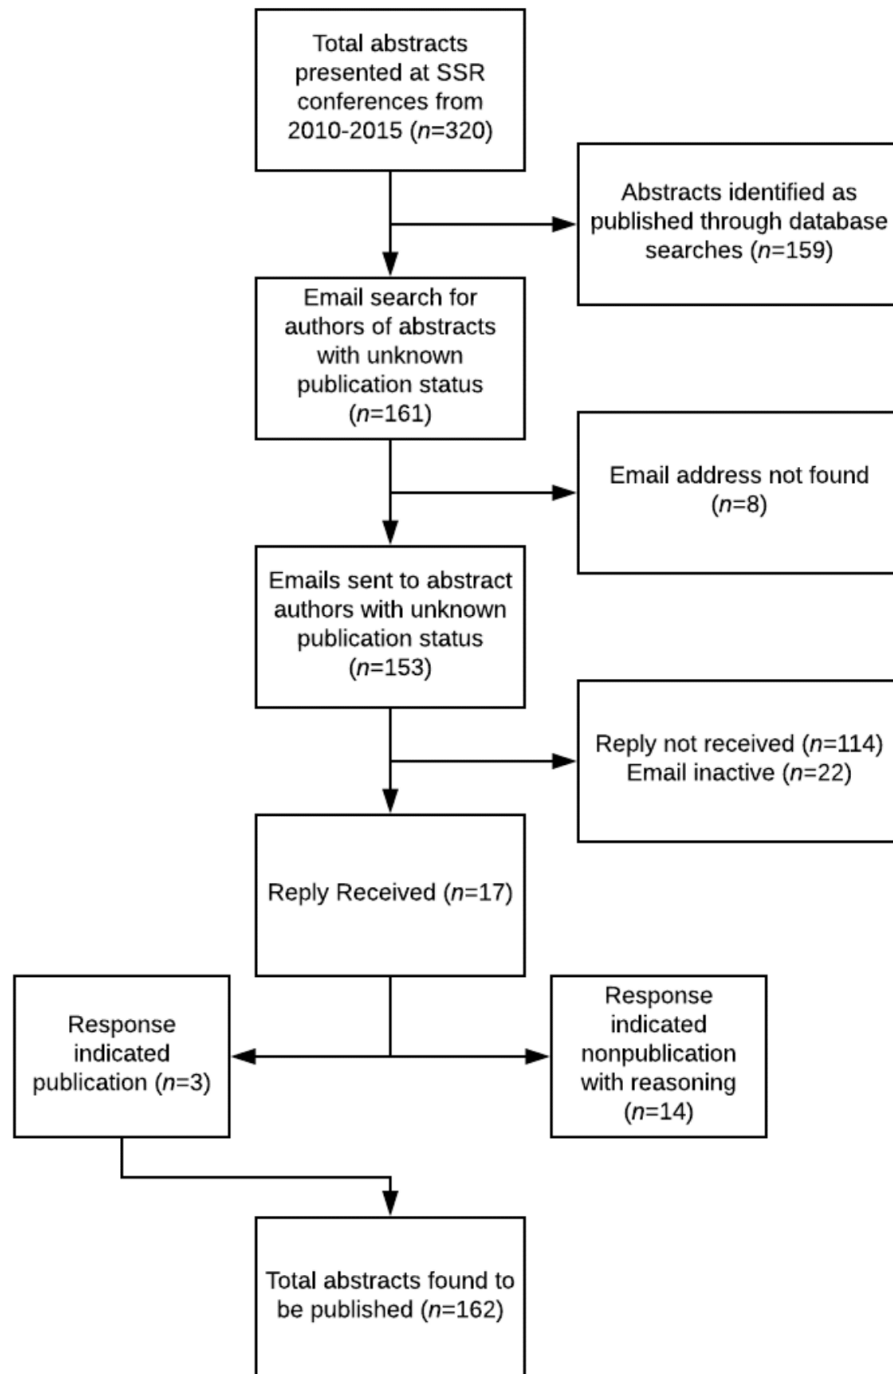 Total abstracts
presented at SSR
conferences from
2010-2015 (n=320)
Abstracts identified as
published through database
searches (n=159)
Email search for
authors of abstracts
with unknown
publication status
(n=161)
Email address not found
(n=8)
Emails sent to abstract
authors with unknown
publication status
(n=153)
Reply not received (n=114)
Email inactive (n=22)
Reply Received (n=17)
Response
indicated
publication (n=3)
Response
indicated
nonpublication
with reasoning
(n=14)
Total abstracts found to
be published (n=162)